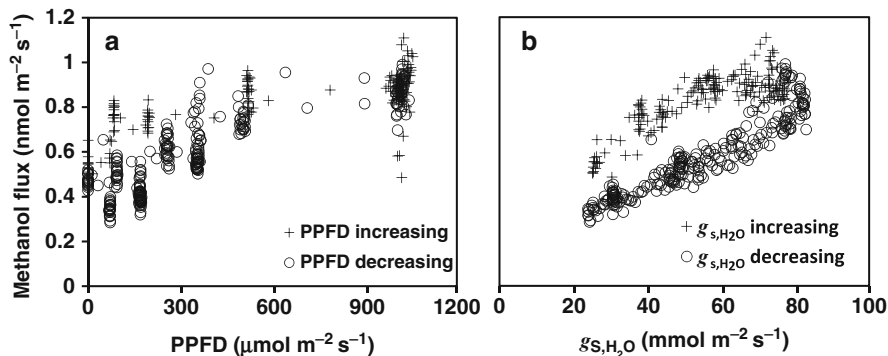 Methanol flux (nmol m⁻² s⁻¹)
1.2
1
0.8
0.6
0.4
0.2
0
a
+ PPFD increasing
○ PPFD decreasing
0 300 600 900 1200
PPFD (μmol m⁻² s⁻¹)
b
+ gs,H₂O increasing
○ gs,H₂O decreasing
0 20 40 60 80 100
gS,H₂O (mmol m⁻² s⁻¹)